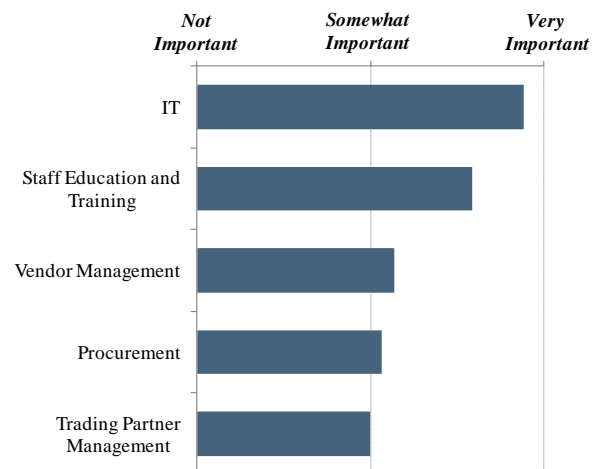 Not
Important
Somewhat
Important
Very
Important
IT
Staff Education and
Training
Vendor Management
Procurement
Trading Partner
Management